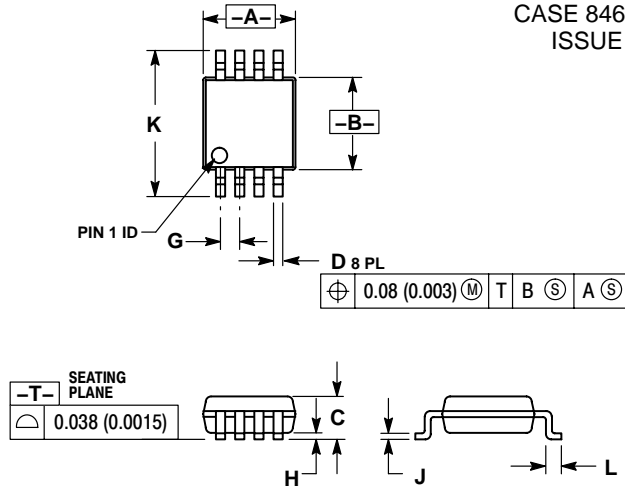 CASE 846
ISSUE
–A–
K
–B–
PIN 1 ID
G
D 8 PL
⌖ 0.08 (0.003) Ⓜ T B Ⓢ A Ⓢ
–T– SEATING
PLANE
⌓ 0.038 (0.0015)
C
H
J
L